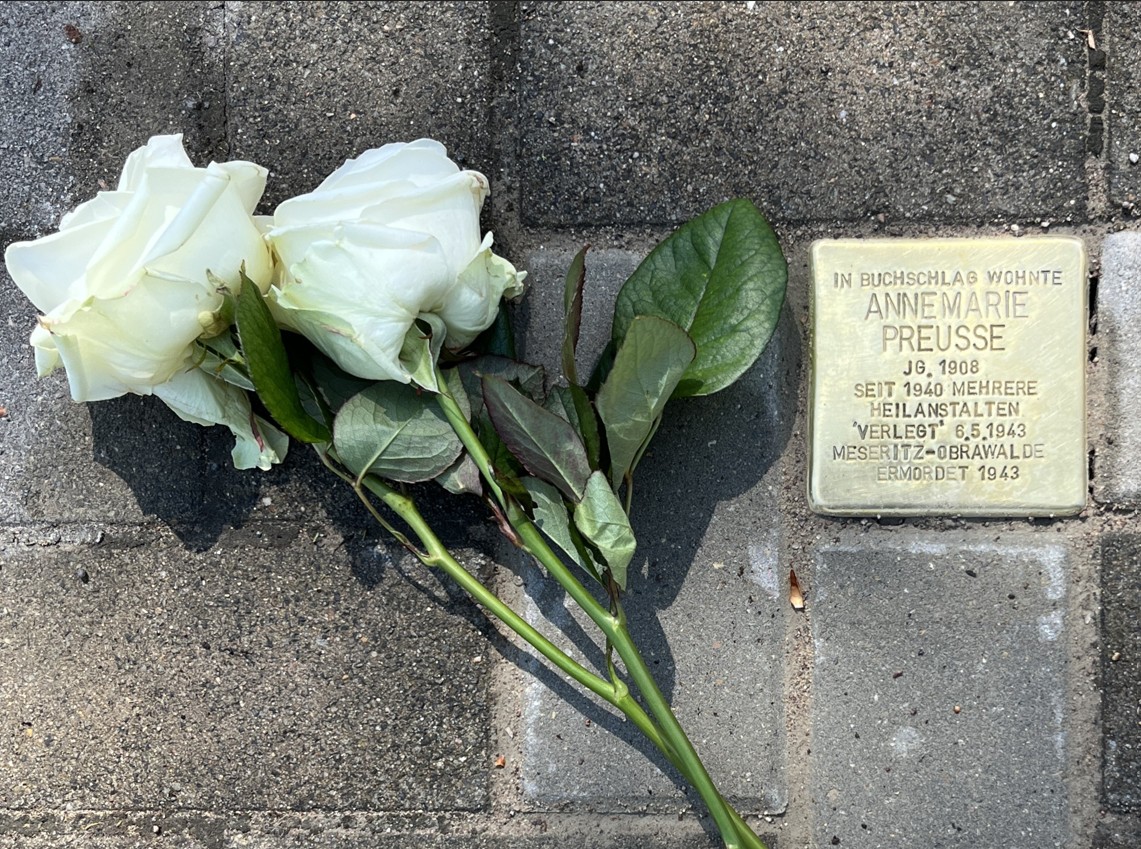 IN BUCHSCHLAG WOHNTE
ANNEMARIE
PREUSSE
JG. 1908
SEIT 1940 MEHRERE
HEILANSTALTEN
'VERLEGT' 6.5.1943
MESERITZ-OBRAWALDE
ERMORDET 1943